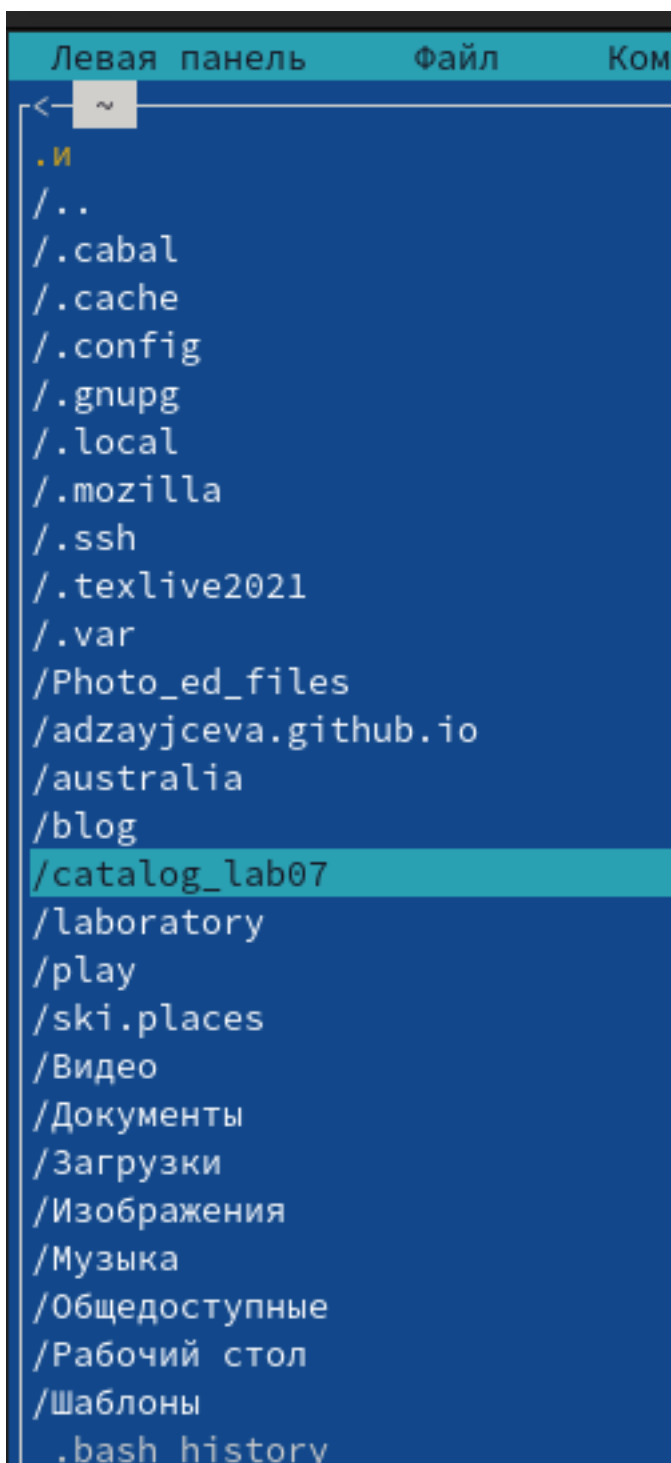 Левая панель Файл Ком
<─ ~
.и
/..
/.cabal
/.cache
/.config
/.gnupg
/.local
/.mozilla
/.ssh
/.texlive2021
/.var
/Photo_ed_files
/adzayjceva.github.io
/australia
/blog
/catalog_lab07
/laboratory
/play
/ski.places
/Видео
/Документы
/Загрузки
/Изображения
/Музыка
/Общедоступные
/Рабочий стол
/Шаблоны
.bash_history